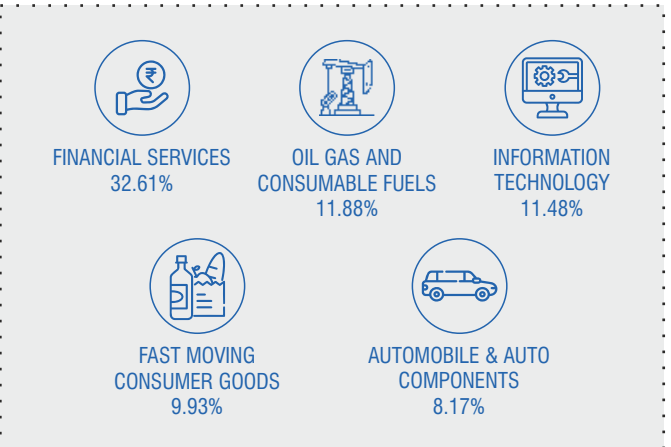 ₹
FINANCIAL SERVICES
32.61%
OIL GAS AND
CONSUMABLE FUELS
11.88%
INFORMATION
TECHNOLOGY
11.48%
FAST MOVING
CONSUMER GOODS
9.93%
AUTOMOBILE & AUTO
COMPONENTS
8.17%